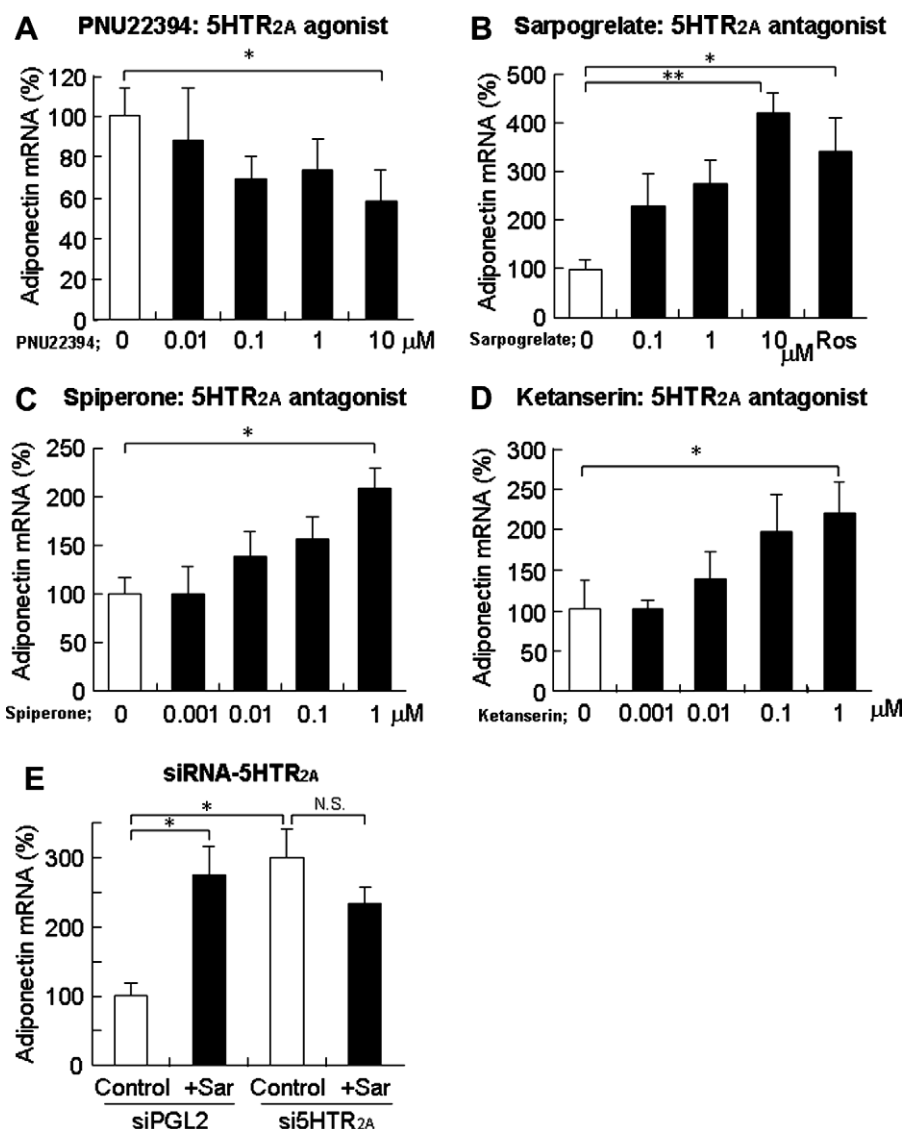 A PNU22394: 5HTR2A agonist
*
Adiponectin mRNA (%)
120
100
80
60
40
20
0
PNU22394; 0 0.01 0.1 1 10 μM
B Sarpogrelate: 5HTR2A antagonist
*
**
Adiponectin mRNA (%)
500
400
300
200
100
0
Sarpogrelate; 0 0.1 1 10 μM Ros
C Spiperone: 5HTR2A antagonist
*
Adiponectin mRNA (%)
250
200
150
100
50
0
Spiperone; 0 0.001 0.01 0.1 1 μM
D Ketanserin: 5HTR2A antagonist
*
Adiponectin mRNA (%)
300
250
200
150
100
50
0
Ketanserin; 0 0.001 0.01 0.1 1 μM
E siRNA-5HTR2A
* N.S.
*
Adiponectin mRNA (%)
300
200
100
0
Control +Sar Control +Sar
siPGL2 si5HTR2A